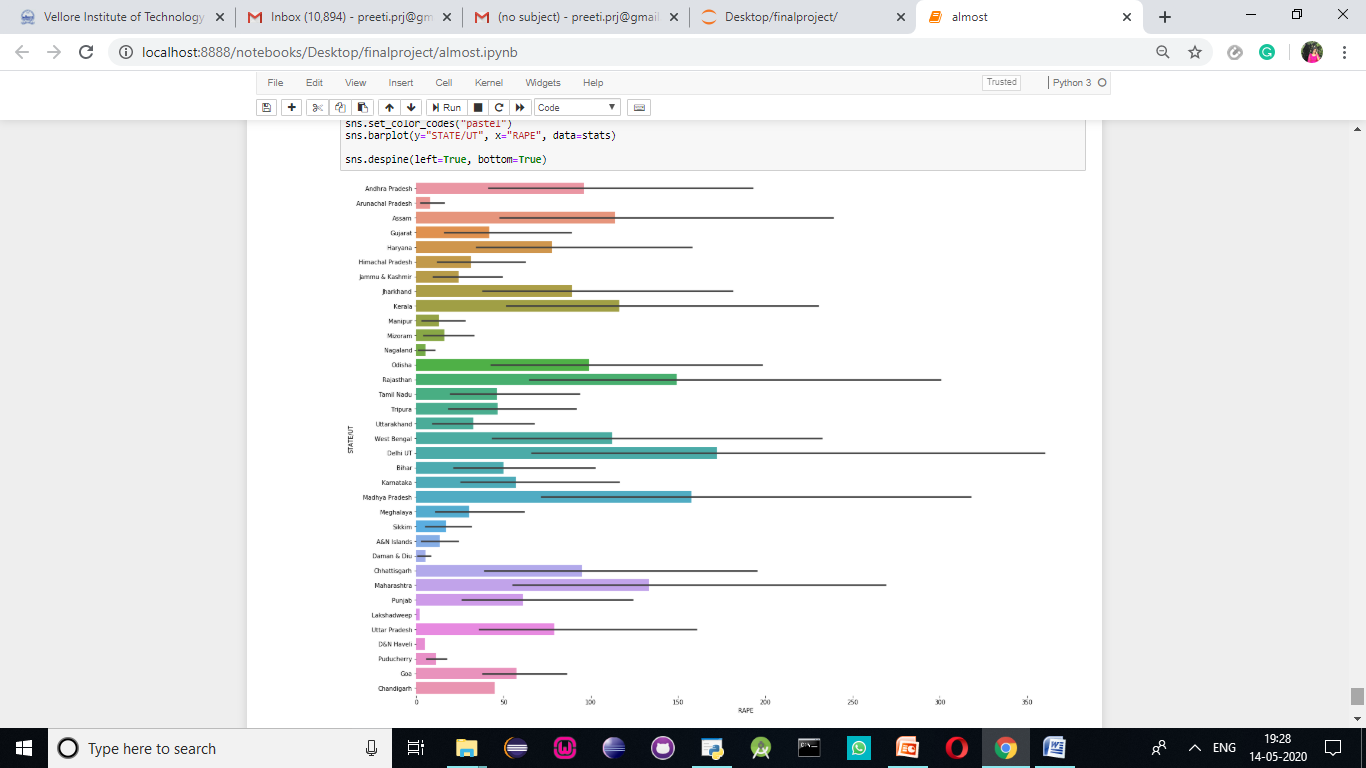 Vellore Institute of Technology
Inbox (10,894) - preeti.prj@gm
(no subject) - preeti.prj@gmail
Desktop/finalproject/
almost
localhost:8888/notebooks/Desktop/finalproject/almost.ipynb
File Edit View Insert Cell Kernel Widgets Help
Trusted
Python 3
Run
Code
sns.set_color_codes("pastel")
sns.barplot(y="STATE/UT", x="RAPE", data=stats)
sns.despine(left=True, bottom=True)
Andhra Pradesh
Arunachal Pradesh
Assam
Gujarat
Haryana
Himachal Pradesh
Jammu & Kashmir
Jharkhand
Kerala
Manipur
Mizoram
Nagaland
Odisha
Rajasthan
Tamil Nadu
Tripura
Uttarakhand
West Bengal
Delhi UT
Bihar
Karnataka
Madhya Pradesh
Meghalaya
Sikkim
A&N Islands
Daman & Diu
Chhattisgarh
Maharashtra
Punjab
Lakshadweep
Uttar Pradesh
D&N Haveli
Puducherry
Goa
Chandigarh
STATE/UT
0 50 100 150 200 250 300 350
RAPE
Type here to search
ENG
19:28
14-05-2020